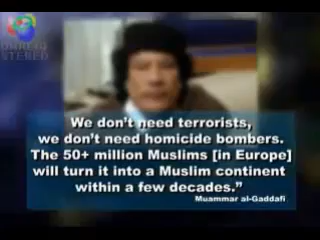 We don't need terrorists,
we don't need homicide bombers.
The 50+ million Muslims [in Europe]
will turn it into a Muslim continent
within a few decades."
Muammar al-Gaddafi
STEREO